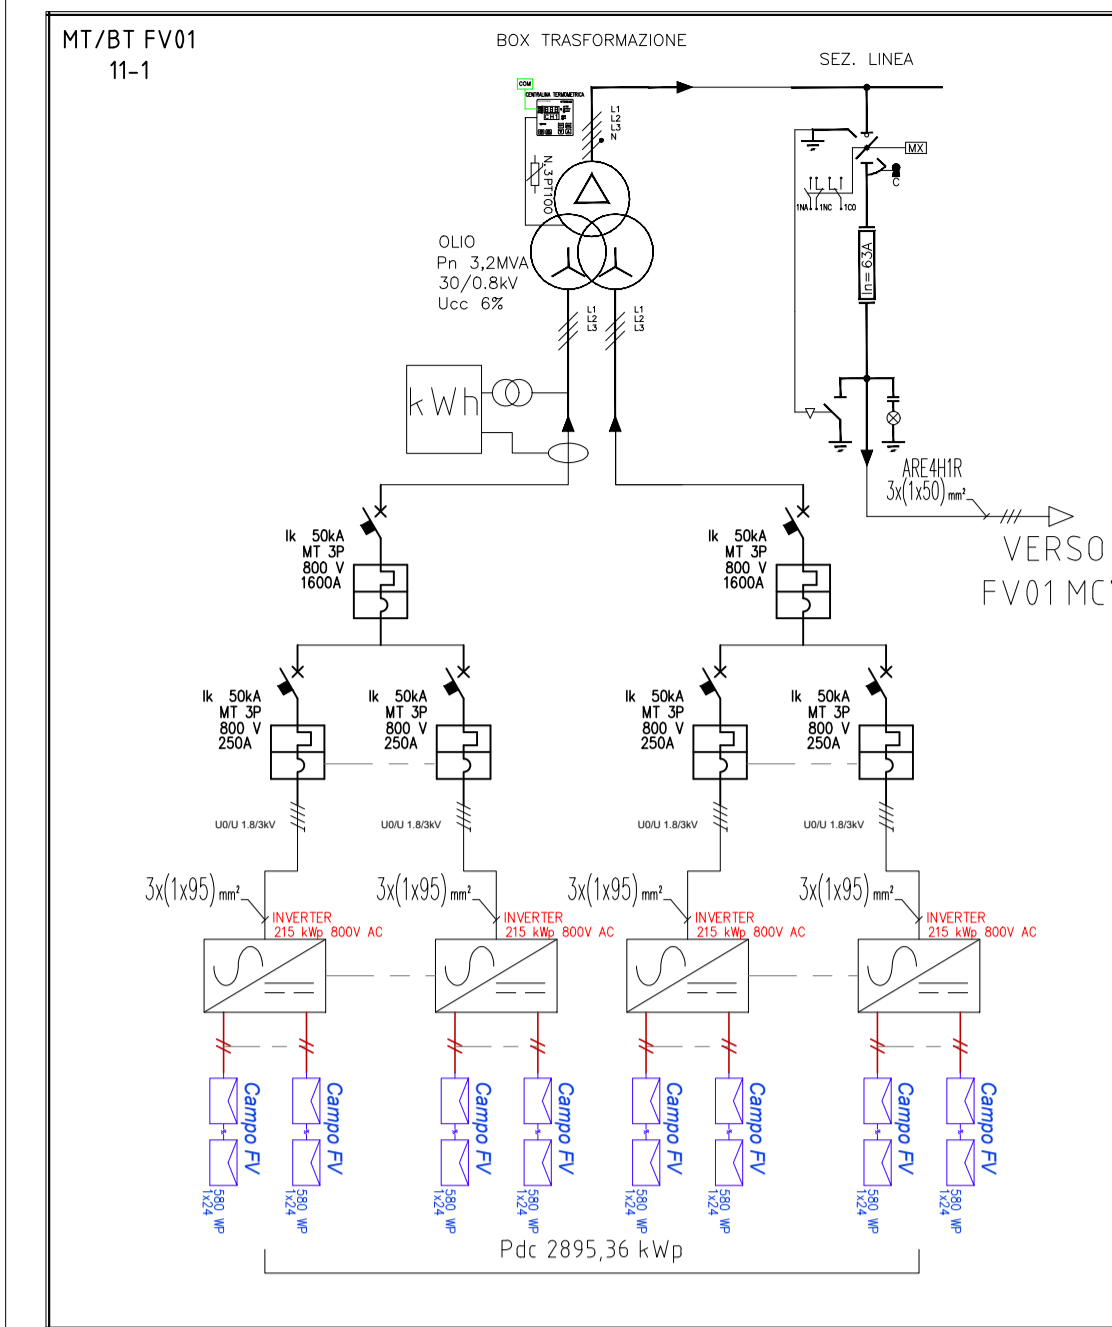 MT/BT FV01
11-1
BOX TRASFORMAZIONE
SEZ. LINEA
COM
CENTRALINA TERMOMETRICA
CH1
L1
L2
L3
N
N.3 PT100
MX
C
1NA
1NC
1CO
In= 63A
OLIO
Pn 3,2MVA
30/0.8kV
Ucc 6%
L1
L2
L3
L1
L2
L3
kWh
ARE4H1R
3x(1x50) mm²
VERSO
FV01 MC
Ik 50kA
MT 3P
800 V
1600A
Ik 50kA
MT 3P
800 V
1600A
Ik 50kA
MT 3P
800 V
250A
Ik 50kA
MT 3P
800 V
250A
Ik 50kA
MT 3P
800 V
250A
Ik 50kA
MT 3P
800 V
250A
U0/U 1.8/3kV
U0/U 1.8/3kV
U0/U 1.8/3kV
U0/U 1.8/3kV
3x(1x95) mm²
3x(1x95) mm²
3x(1x95) mm²
3x(1x95) mm²
INVERTER
215 kWp 800V AC
INVERTER
215 kWp 800V AC
INVERTER
215 kWp 800V AC
INVERTER
215 kWp 800V AC
Campo FV
Campo FV
Campo FV
Campo FV
Campo FV
Campo FV
Campo FV
Campo FV
580 WP
1x24
580 WP
1x24
580 WP
1x24
580 WP
1x24
580 WP
1x24
580 WP
1x24
580 WP
1x24
580 WP
1x24
Pdc 2895,36 kWp